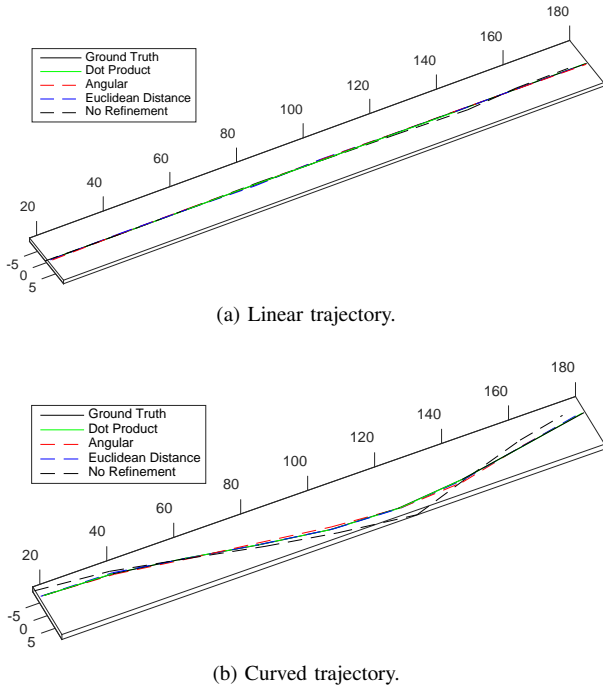 180
160
140
120
100
80
60
40
20
-5
0
5
Ground Truth
Dot Product
Angular
Euclidean Distance
No Refinement
(a) Linear trajectory.
180
160
140
120
100
80
60
40
20
-5
0
5
Ground Truth
Dot Product
Angular
Euclidean Distance
No Refinement
(b) Curved trajectory.